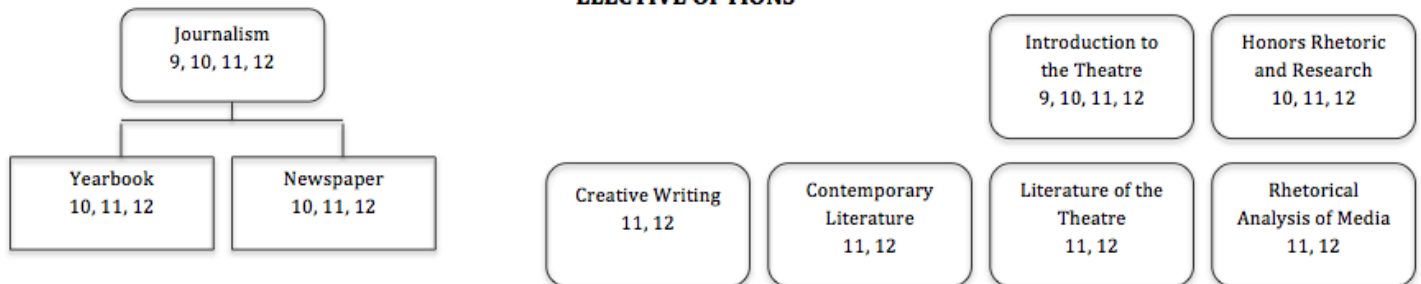 ELECTIVE OPTIONS
Journalism
9, 10, 11, 12
Yearbook
10, 11, 12
Newspaper
10, 11, 12
Introduction to
the Theatre
9, 10, 11, 12
Honors Rhetoric
and Research
10, 11, 12
Creative Writing
11, 12
Contemporary
Literature
11, 12
Literature of the
Theatre
11, 12
Rhetorical
Analysis of Media
11, 12